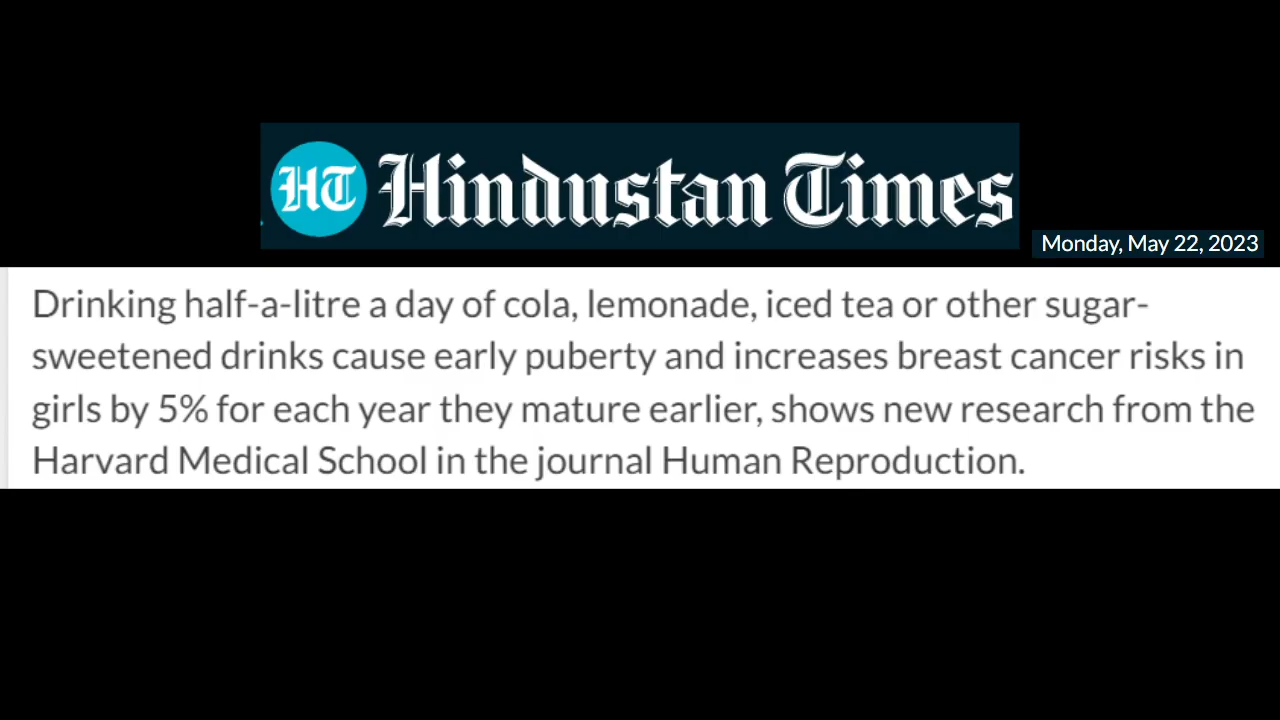 HT Hindustan Times
Monday, May 22, 2023
Drinking half-a-litre a day of cola, lemonade, iced tea or other sugar-
sweetened drinks cause early puberty and increases breast cancer risks in
girls by 5% for each year they mature earlier, shows new research from the
Harvard Medical School in the journal Human Reproduction.